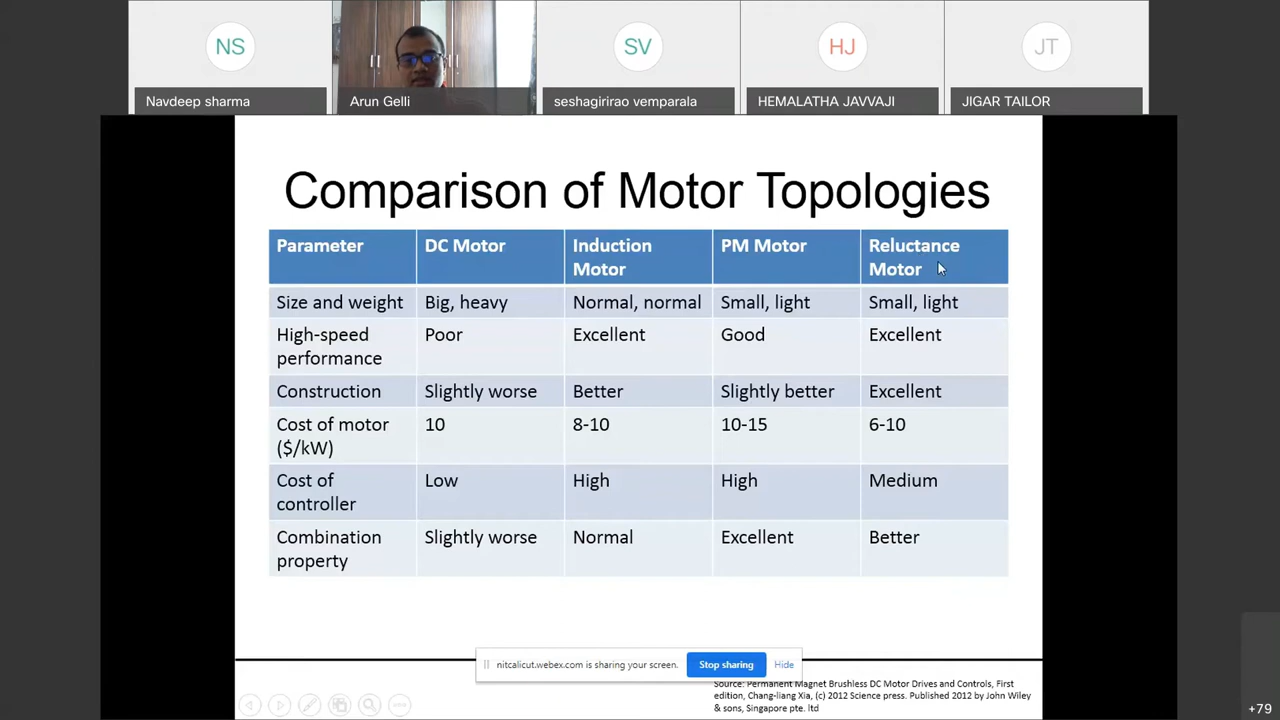 NS
SV
HJ
JT
Navdeep sharma
Arun Gelli
seshagirirao vemparala
HEMALATHA JAVVAJI
JIGAR TAILOR
Comparison of Motor Topologies
Parameter
DC Motor
Induction
Motor
PM Motor
Reluctance
Motor
Size and weight
Big, heavy
Normal, normal
Small, light
Small, light
High-speed
performance
Poor
Excellent
Good
Excellent
Construction
Slightly worse
Better
Slightly better
Excellent
Cost of motor
($/kW)
10
8-10
10-15
6-10
Cost of
controller
Low
High
High
Medium
Combination
property
Slightly worse
Normal
Excellent
Better
nitcalicut.webex.com is sharing your screen.
Stop sharing
Hide
Source: Permanent Magnet Brushless DC Motor Drives and Controls, First
edition, Chang-liang Xia, (c) 2012 Science press. Published 2012 by John Wiley
& sons, Singapore pte. ltd
+79